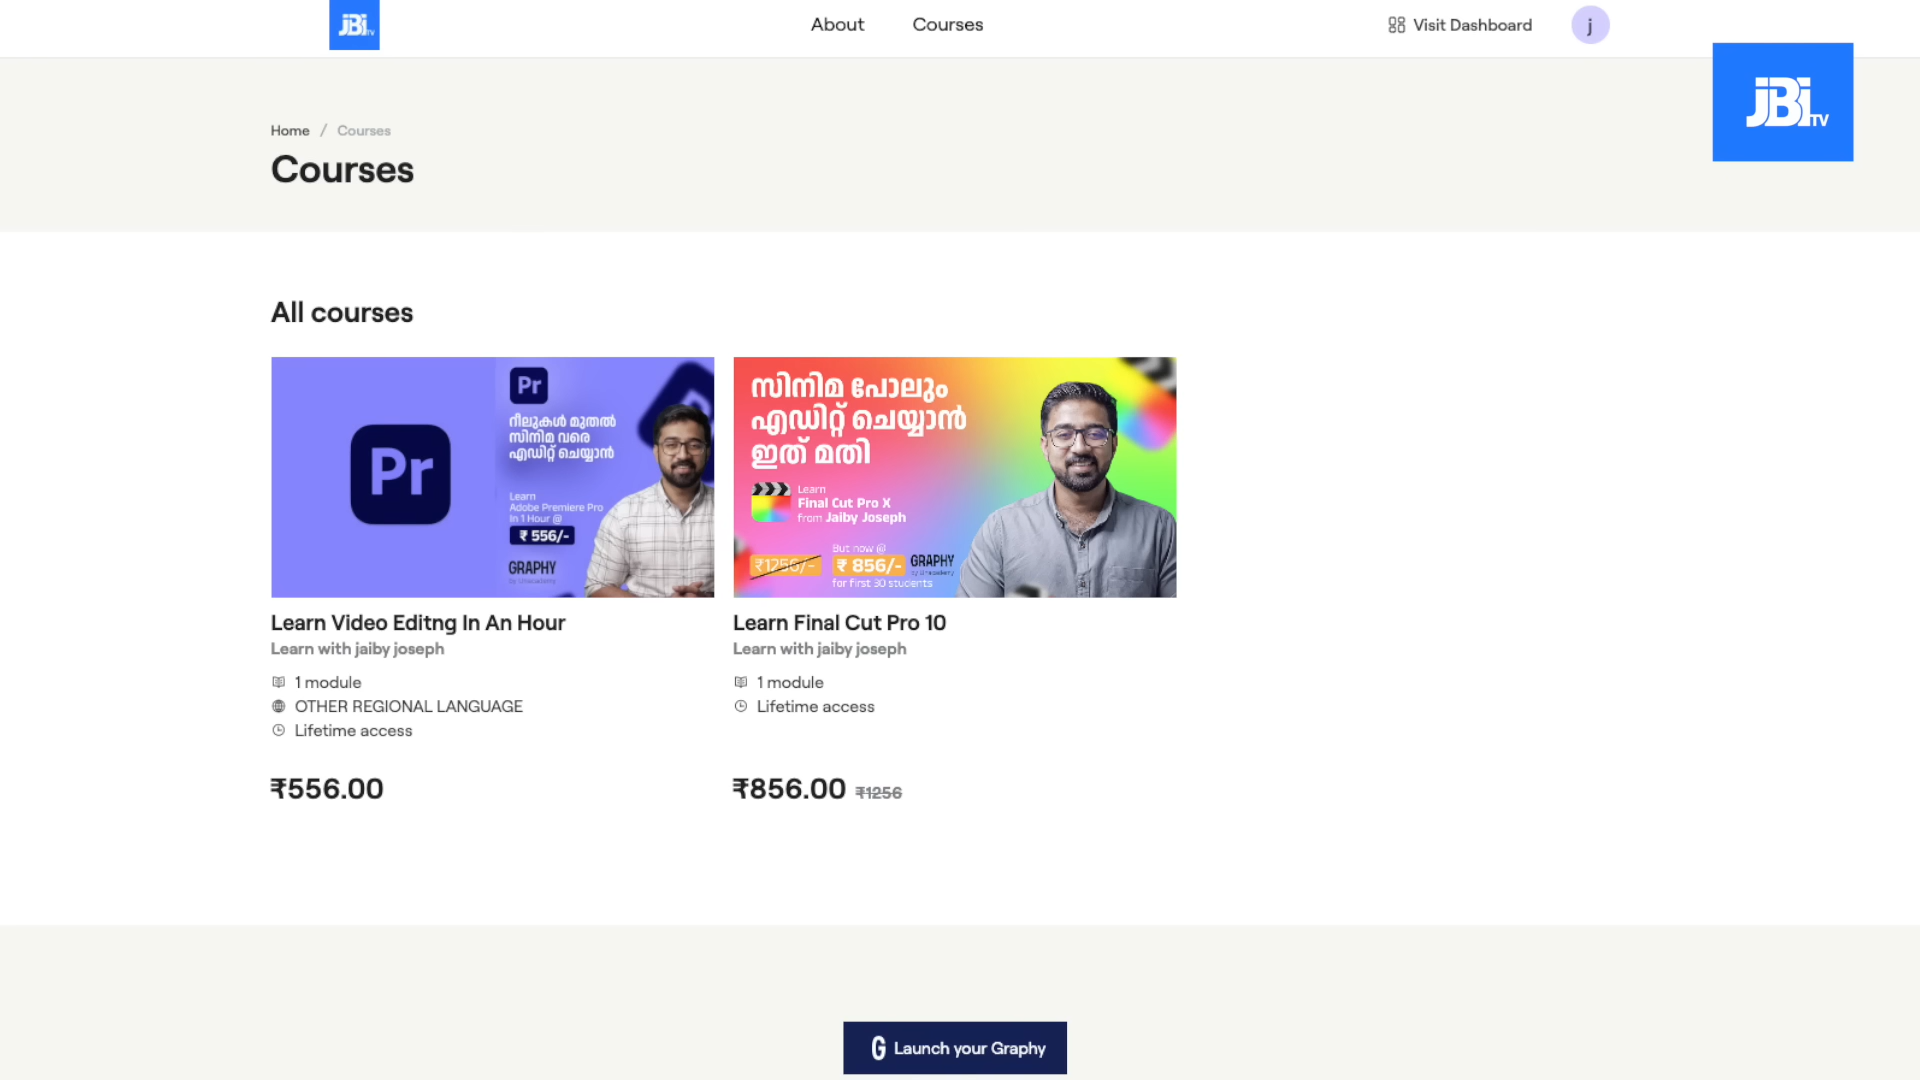 JBi TV
About
Courses
Visit Dashboard
j
JBi TV
Home / Courses
Courses
All courses
Pr
Pr
റീലുകൾ മുതൽ
സിനിമ വരെ
എഡിറ്റ് ചെയ്യാൻ
Learn
Adobe Premiere Pro
In 1 Hour @
₹ 556/-
GRAPHY
by Unacademy
സിനിമ പോലും
എഡിറ്റ് ചെയ്യാൻ
ഇത് മതി
Learn
Final Cut Pro X
from Jaiby Joseph
₹1256/-
But now @
₹ 856/-
for first 30 students
GRAPHY
by Unacademy
Learn Video Editng In An Hour
Learn with jaiby joseph
1 module
OTHER REGIONAL LANGUAGE
Lifetime access
₹556.00
Learn Final Cut Pro 10
Learn with jaiby joseph
1 module
Lifetime access
₹856.00 ₹1256
G Launch your Graphy